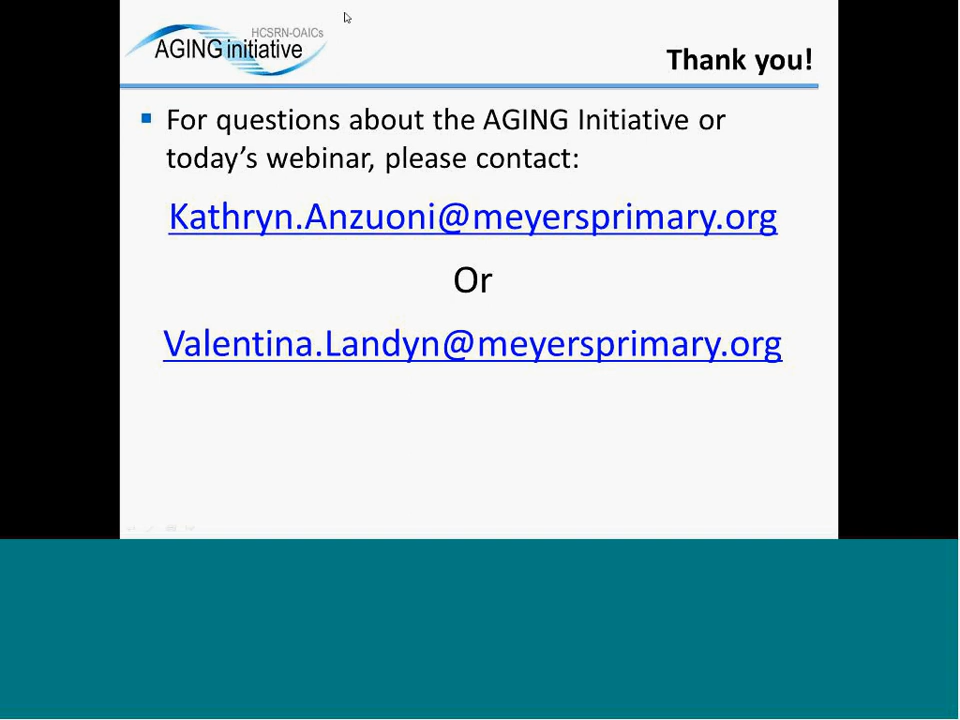 HCSRN-OAICs
AGING initiative
Thank you!
For questions about the AGING Initiative or
today’s webinar, please contact:
Kathryn.Anzuoni@meyersprimary.org
Or
Valentina.Landyn@meyersprimary.org